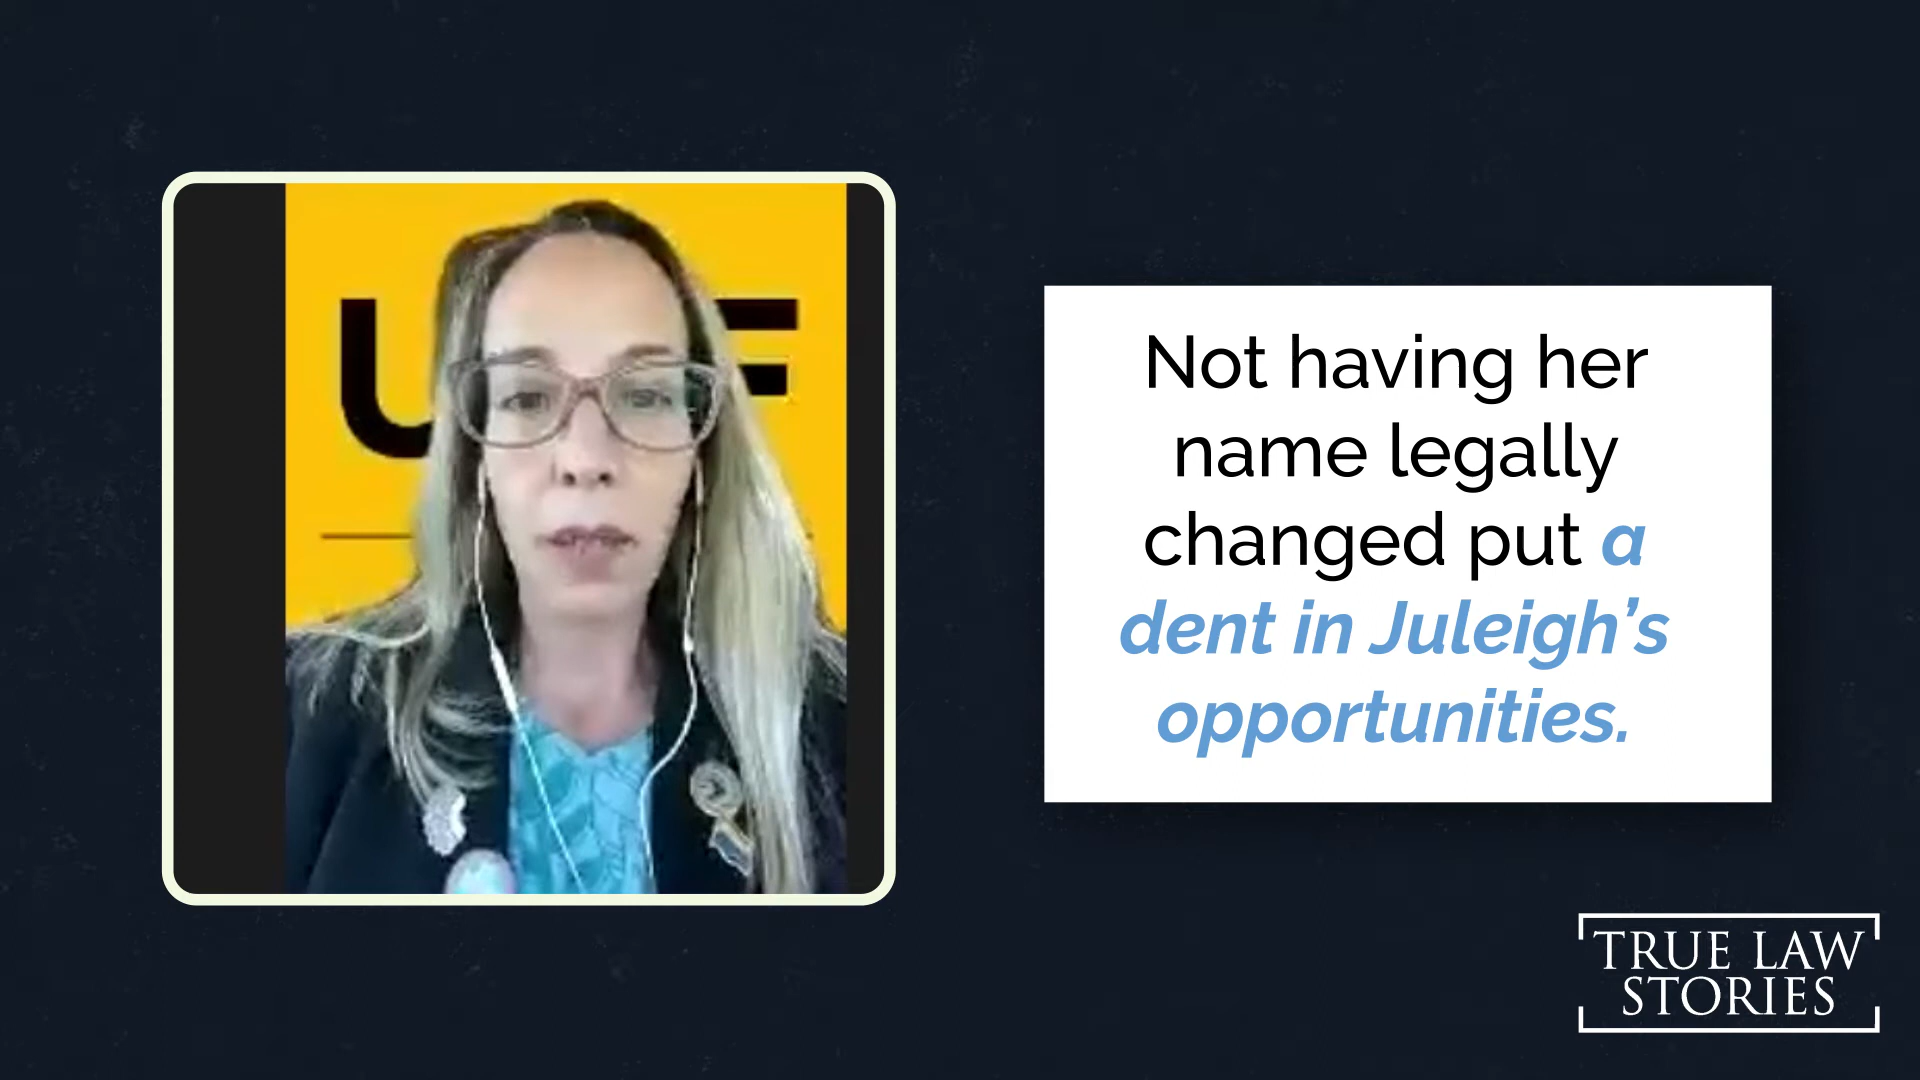 U F
Not having her
name legally
changed put a
dent in Juleigh’s
opportunities.
TRUE LAW
STORIES